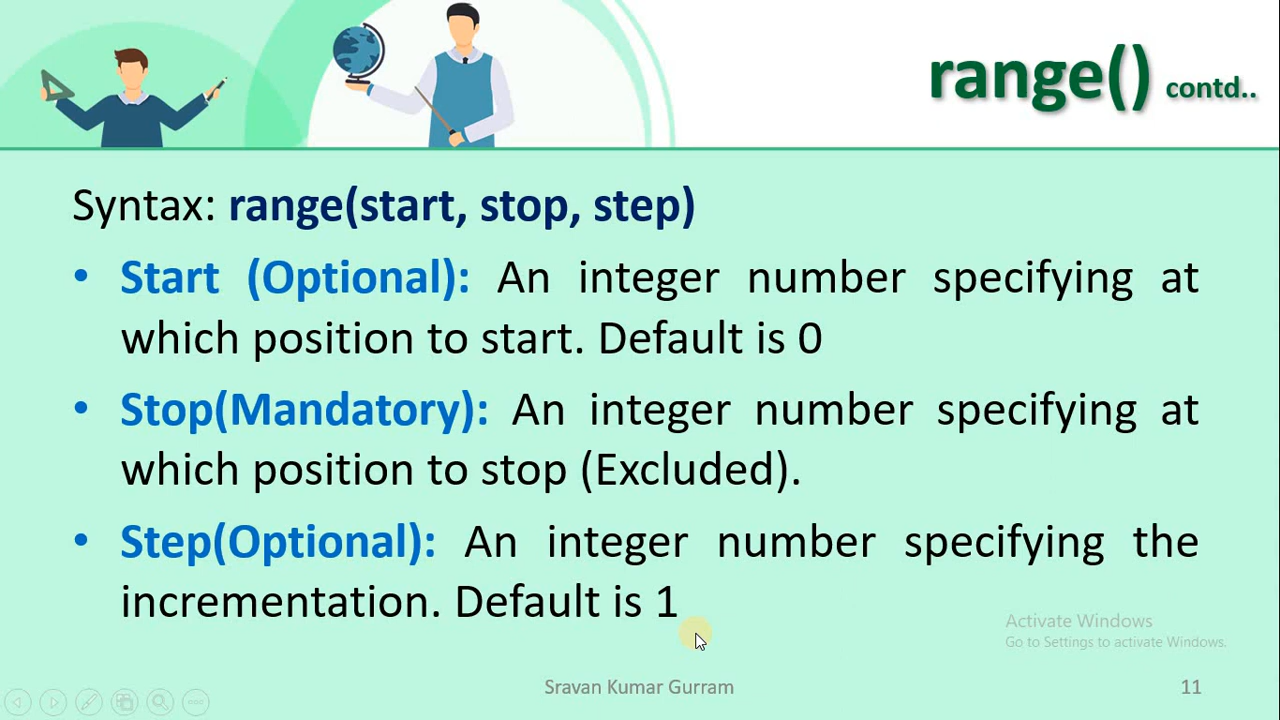 range() contd..
Syntax: range(start, stop, step)
• Start (Optional): An integer number specifying at
which position to start. Default is 0
• Stop(Mandatory): An integer number specifying at
which position to stop (Excluded).
• Step(Optional): An integer number specifying the
incrementation. Default is 1
Activate Windows
Go to Settings to activate Windows.
Sravan Kumar Gurram
11